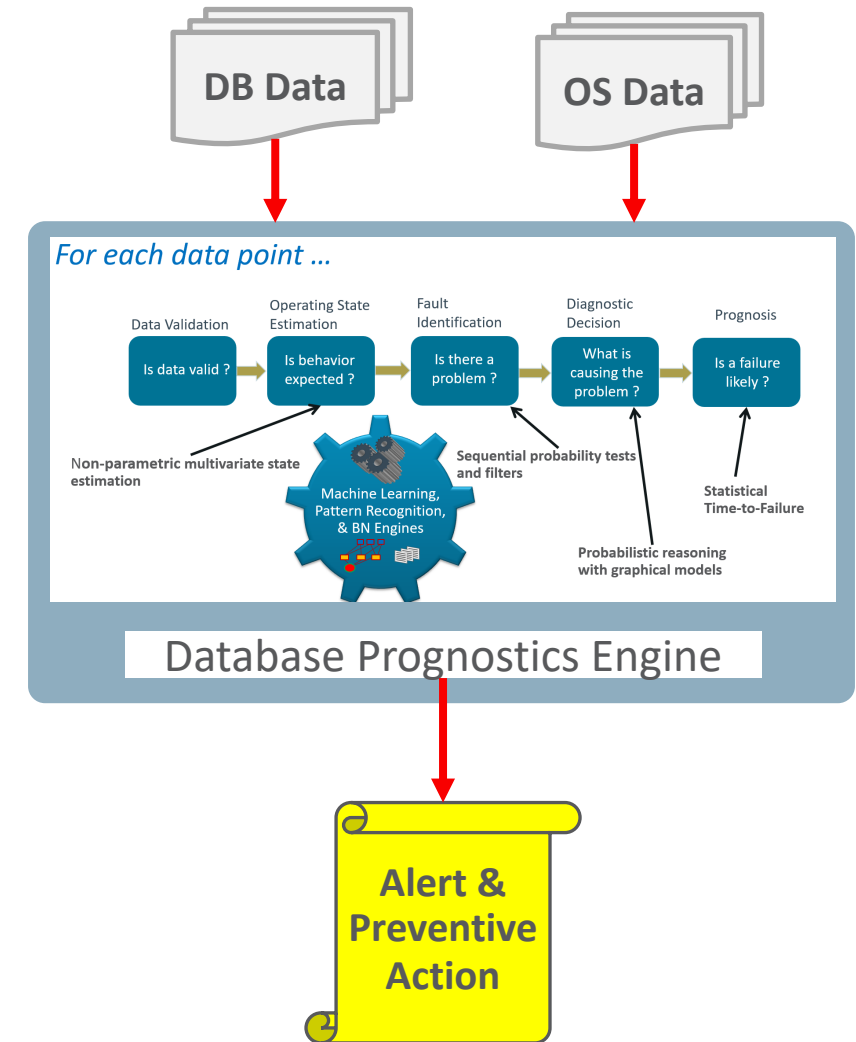 DB Data
OS Data
For each data point ...
Data Validation
Operating State
Estimation
Fault
Identification
Diagnostic
Decision
Prognosis
Is data valid ?
Is behavior
expected ?
Is there a
problem ?
What is
causing the
problem ?
Is a failure
likely ?
Non-parametric multivariate state
estimation
Machine Learning,
Pattern Recognition,
& BN Engines
Sequential probability tests
and filters
Probabilistic reasoning
with graphical models
Statistical
Time-to-Failure
Database Prognostics Engine
Alert &
Preventive
Action